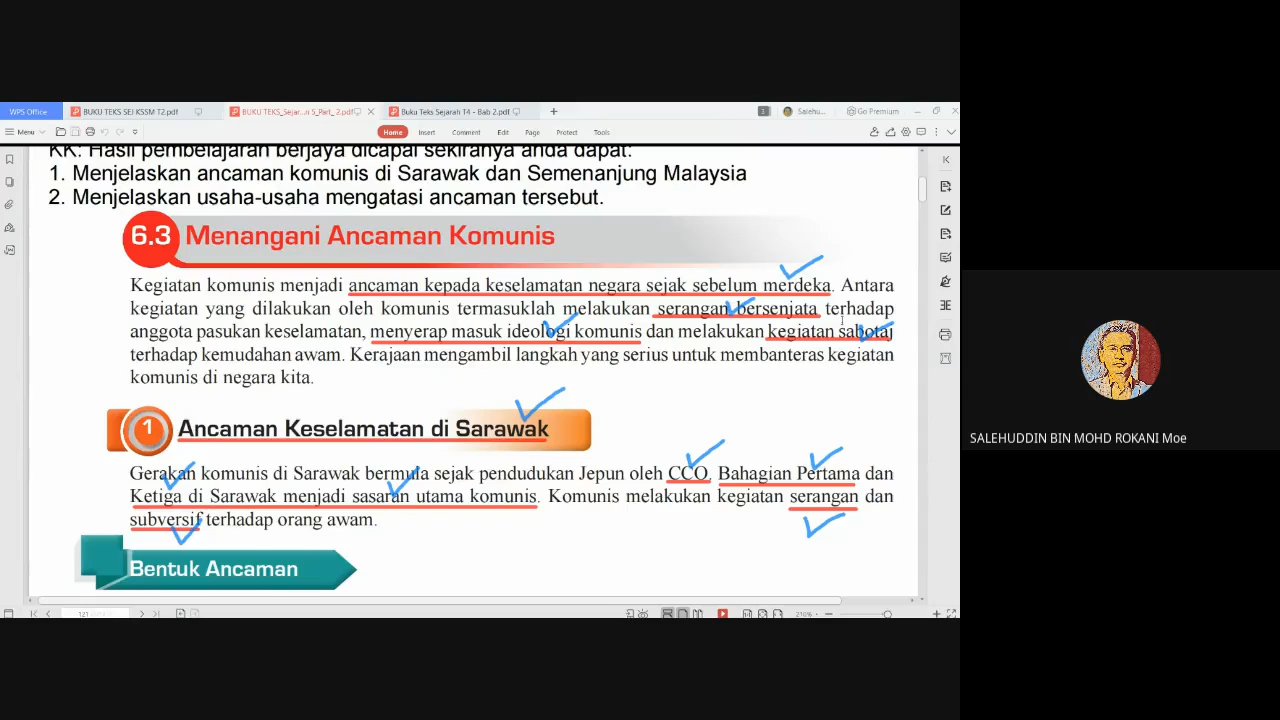 WPS Office
BUKU TEKS SEJ KSSM T2.pdf
BUKU TEKS_Sejar...n 5_Part_ 2.pdf
Buku Teks Sejarah T4 - Bab 2.pdf
Salehu...
Go Premium
Menu
Home Insert Comment Edit Page Protect Tools
KK: Hasil pembelajaran berjaya dicapai sekiranya anda dapat:
1. Menjelaskan ancaman komunis di Sarawak dan Semenanjung Malaysia
2. Menjelaskan usaha-usaha mengatasi ancaman tersebut.
6.3 Menangani Ancaman Komunis
Kegiatan komunis menjadi ancaman kepada keselamatan negara sejak sebelum merdeka. Antara
kegiatan yang dilakukan oleh komunis termasuklah melakukan serangan bersenjata terhadap
anggota pasukan keselamatan, menyerap masuk ideologi komunis dan melakukan kegiatan sabotaj
terhadap kemudahan awam. Kerajaan mengambil langkah yang serius untuk membanteras kegiatan
komunis di negara kita.
1 Ancaman Keselamatan di Sarawak
Gerakan komunis di Sarawak bermula sejak pendudukan Jepun oleh CCO. Bahagian Pertama dan
Ketiga di Sarawak menjadi sasaran utama komunis. Komunis melakukan kegiatan serangan dan
subversif terhadap orang awam.
Bentuk Ancaman
SALEHUDDIN BIN MOHD ROKANI Moe
121
210%